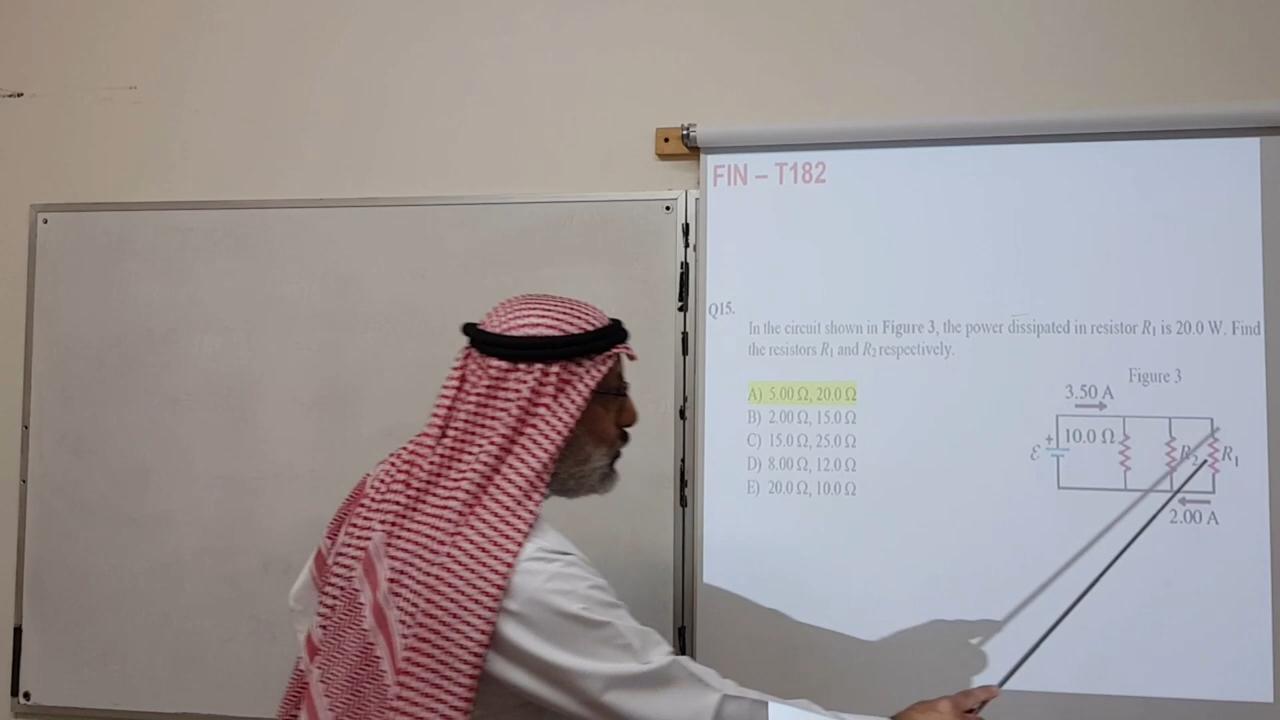 FIN – T182
Q15.
In the circuit shown in Figure 3, the power dissipated in resistor R₁ is 20.0 W. Find
the resistors R₁ and R₂ respectively.
A) 5.00 Ω, 20.0 Ω
B) 2.00 Ω, 15.0 Ω
C) 15.0 Ω, 25.0 Ω
D) 8.00 Ω, 12.0 Ω
E) 20.0 Ω, 10.0 Ω
Figure 3
3.50 A
+
10.0 Ω
ℰ
R₂
R₁
2.00 A